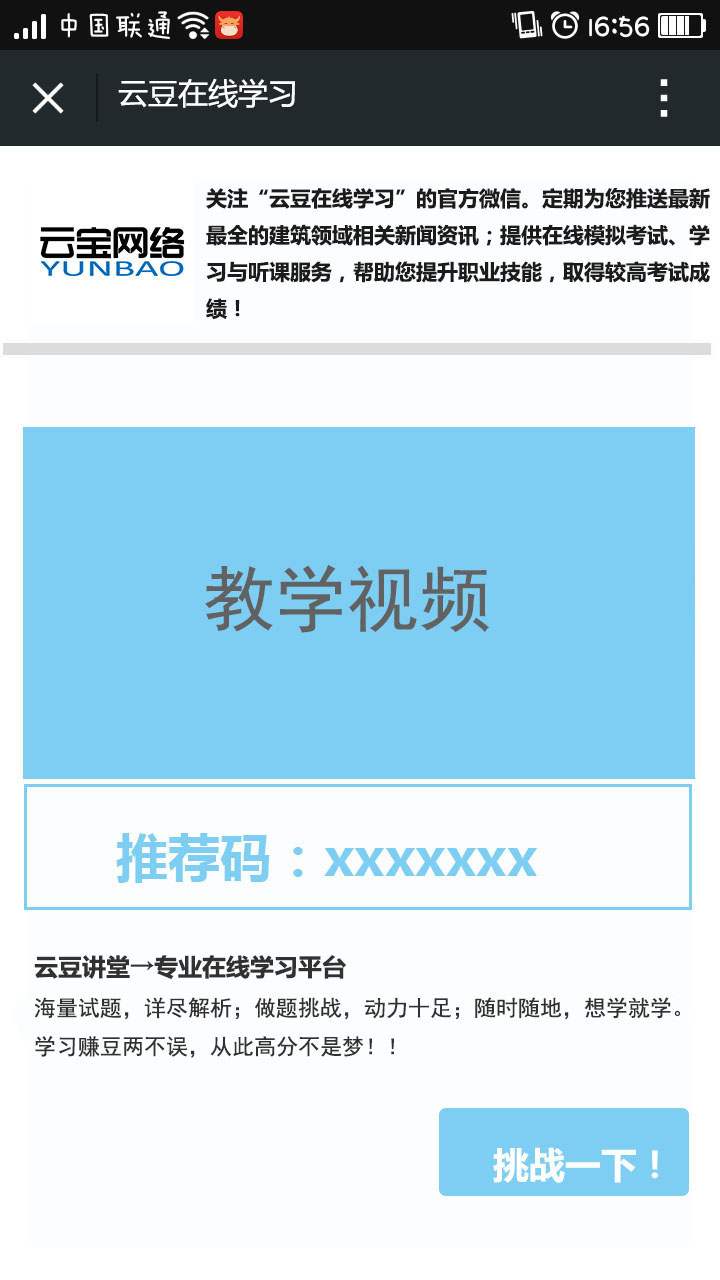 中国联通
16:56
云豆在线学习
云宝网络
YUNBAO
关注“云豆在线学习”的官方微信。定期为您推送最新
最全的建筑领域相关新闻资讯；提供在线模拟考试、学
习与听课服务，帮助您提升职业技能，取得较高考试成
绩！
教学视频
推荐码：xxxxxxx
云豆讲堂→专业在线学习平台
海量试题，详尽解析；做题挑战，动力十足；随时随地，想学就学。
学习赚豆两不误，从此高分不是梦！！
挑战一下！